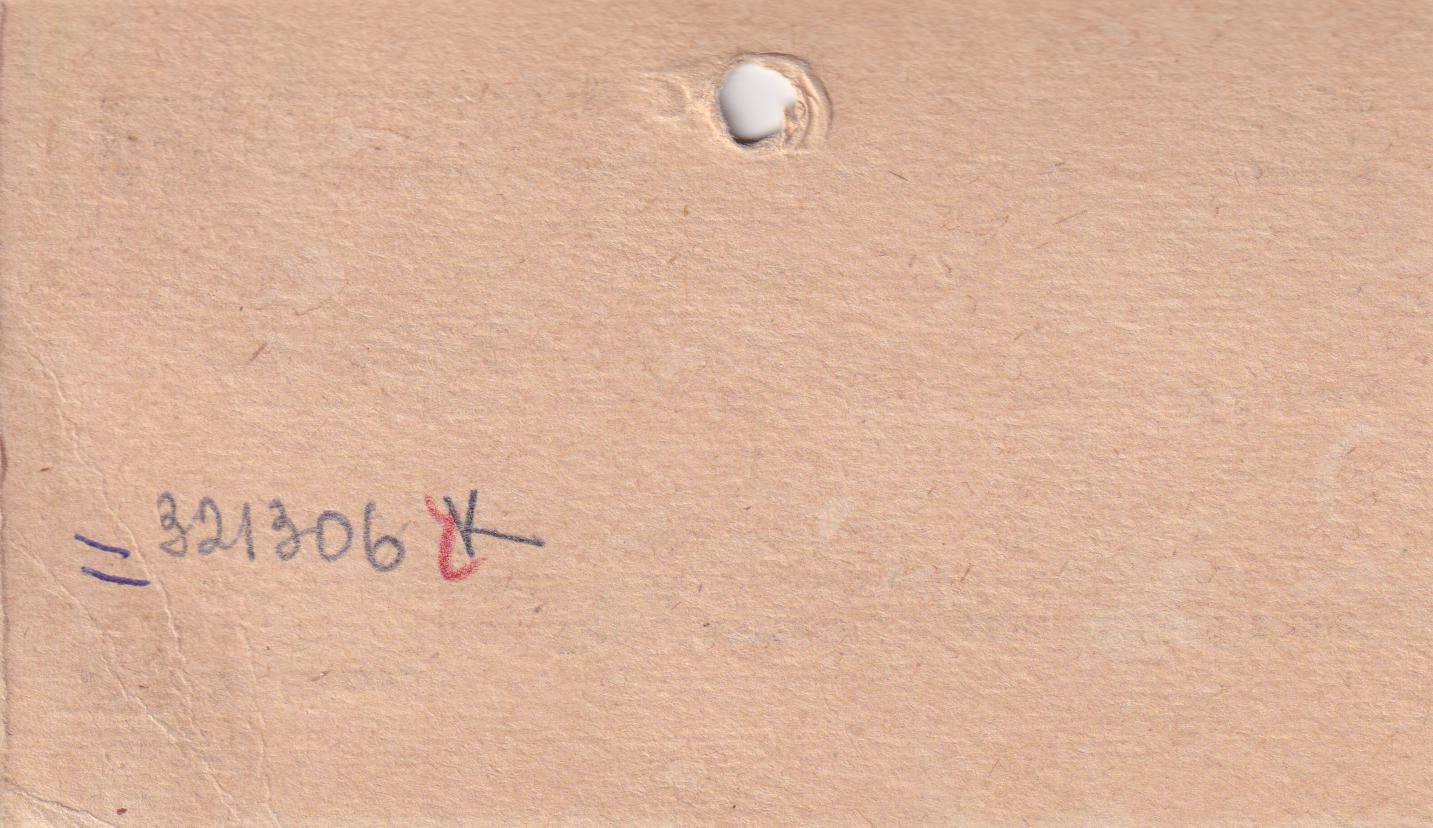 = 321306 K